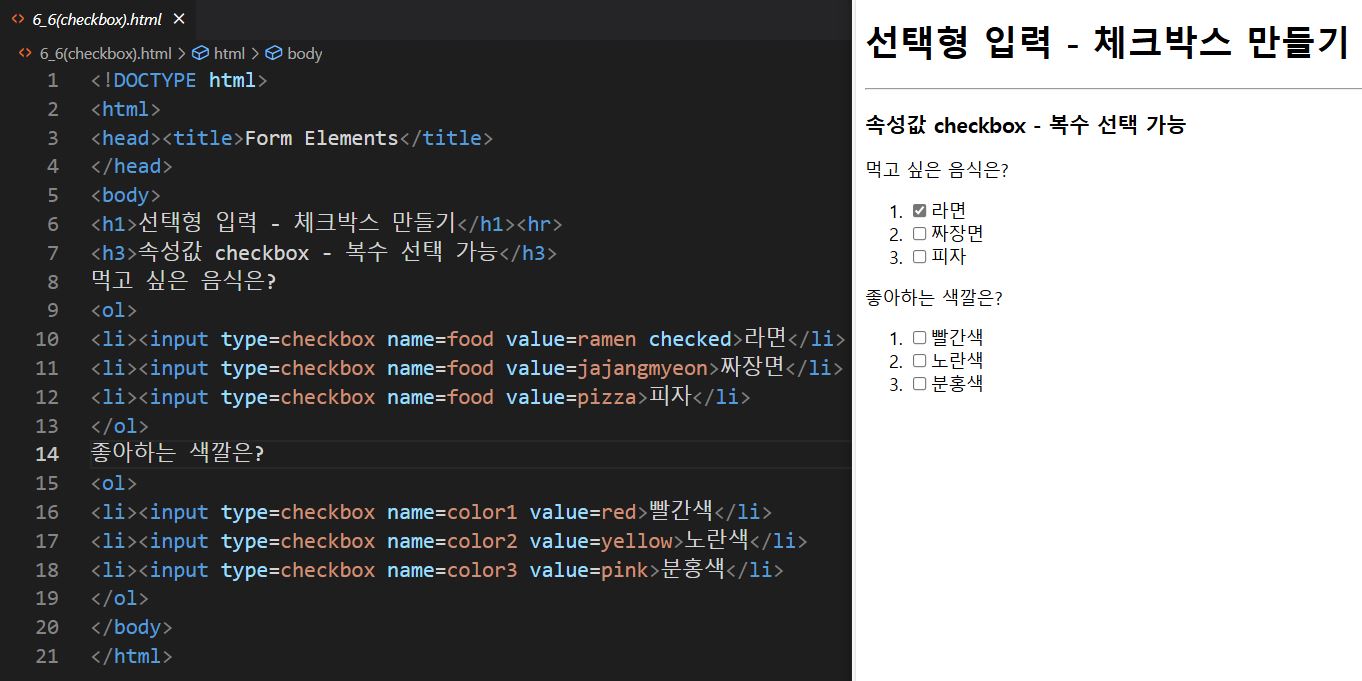 6_6(checkbox).html
6_6(checkbox).html > html > body
1 <!DOCTYPE html>
2 <html>
3 <head><title>Form Elements</title>
4 </head>
5 <body>
6 <h1>선택형 입력 - 체크박스 만들기</h1><hr>
7 <h3>속성값 checkbox - 복수 선택 가능</h3>
8 먹고 싶은 음식은?
9 <ol>
10 <li><input type=checkbox name=food value=ramen checked>라면</li>
11 <li><input type=checkbox name=food value=jajangmyeon>짜장면</li>
12 <li><input type=checkbox name=food value=pizza>피자</li>
13 </ol>
14 좋아하는 색깔은?
15 <ol>
16 <li><input type=checkbox name=color1 value=red>빨간색</li>
17 <li><input type=checkbox name=color2 value=yellow>노란색</li>
18 <li><input type=checkbox name=color3 value=pink>분홍색</li>
19 </ol>
20 </body>
21 </html>
선택형 입력 - 체크박스 만들기
속성값 checkbox - 복수 선택 가능
먹고 싶은 음식은?
1. 라면
2. 짜장면
3. 피자
좋아하는 색깔은?
1. 빨간색
2. 노란색
3. 분홍색